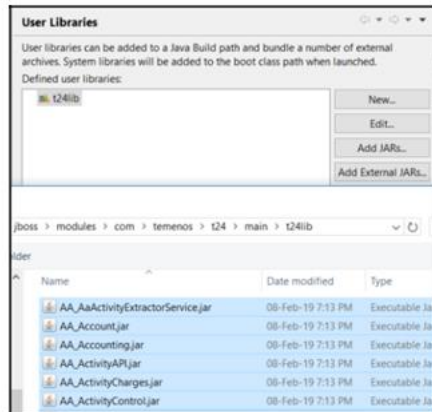 User Libraries
User libraries can be added to a Java Build path and bundle a number of external
archives. System libraries will be added to the boot class path when launched.
Defined user libraries:
t24lib
New...
Edit...
Add JARs...
Add External JARs...
jboss > modules > com > temenos > t24 > main > t24lib
lder
Name Date modified Type
AA_AaActivityExtractorService.jar 08-Feb-19 7:13 PM Executable Ja
AA_Account.jar 08-Feb-19 7:13 PM Executable Ja
AA_Accounting.jar 08-Feb-19 7:13 PM Executable Ja
AA_ActivityAPI.jar 08-Feb-19 7:13 PM Executable Ja
AA_ActivityCharges.jar 08-Feb-19 7:13 PM Executable Ja
AA_ActivityControl.jar 08-Feb-19 7:13 PM Executable Ja